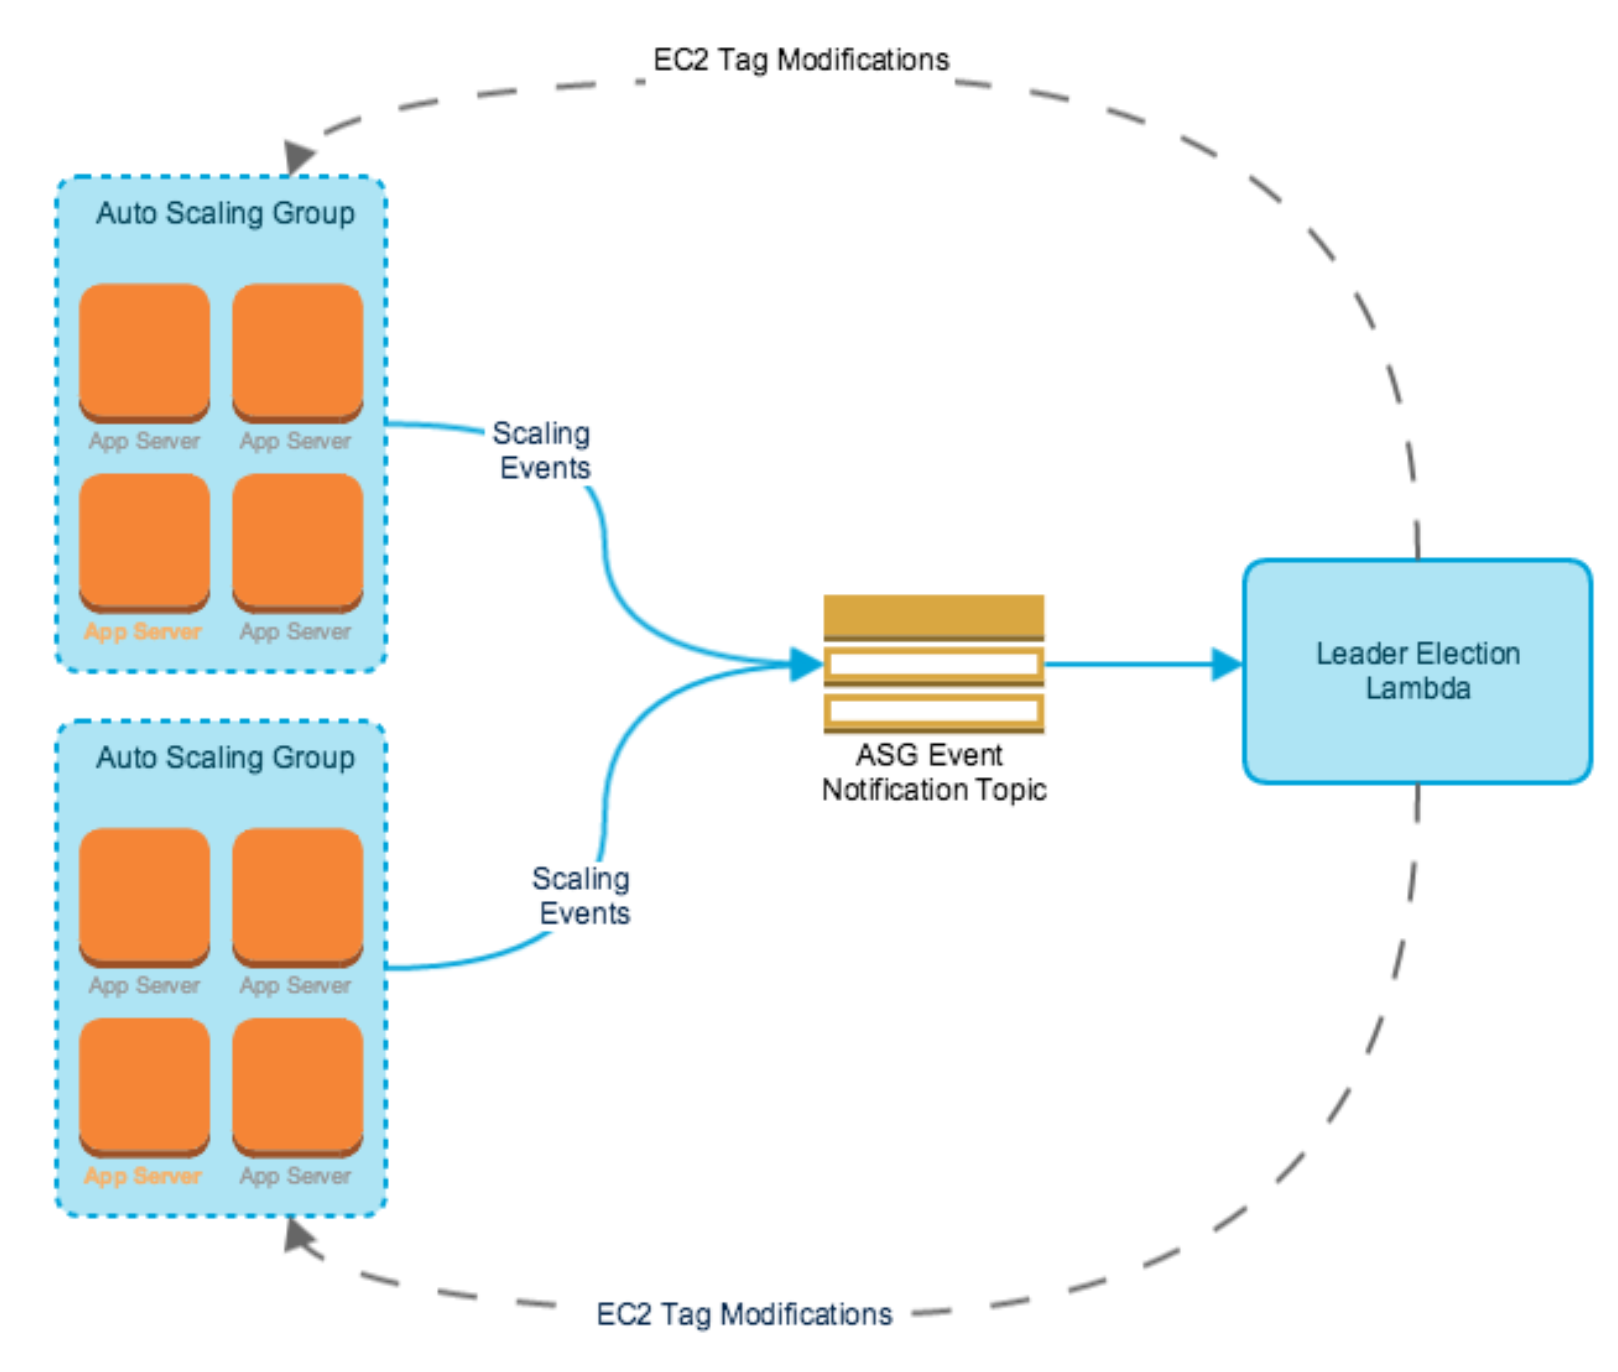 EC2 Tag Modifications
Auto Scaling Group
App Server
App Server
App Server
App Server
Scaling
Events
ASG Event
Notification Topic
Leader Election
Lambda
Auto Scaling Group
App Server
App Server
App Server
App Server
Scaling
Events
EC2 Tag Modifications